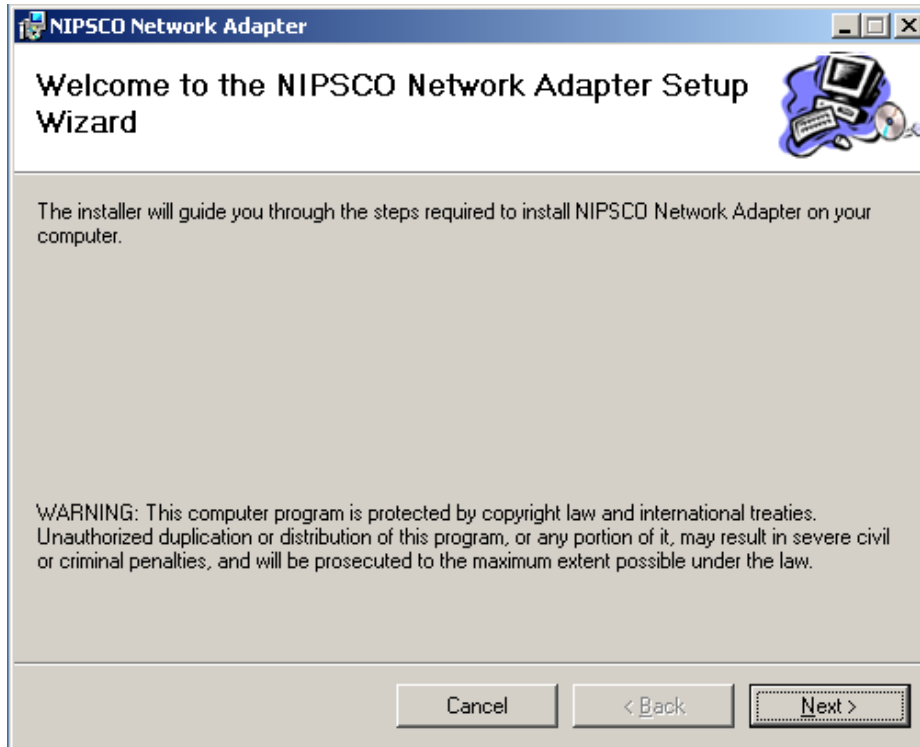 NIPSCO Network Adapter
Welcome to the NIPSCO Network Adapter Setup
Wizard
The installer will guide you through the steps required to install NIPSCO Network Adapter on your
computer.
WARNING: This computer program is protected by copyright law and international treaties.
Unauthorized duplication or distribution of this program, or any portion of it, may result in severe civil
or criminal penalties, and will be prosecuted to the maximum extent possible under the law.
Cancel
< Back
Next >